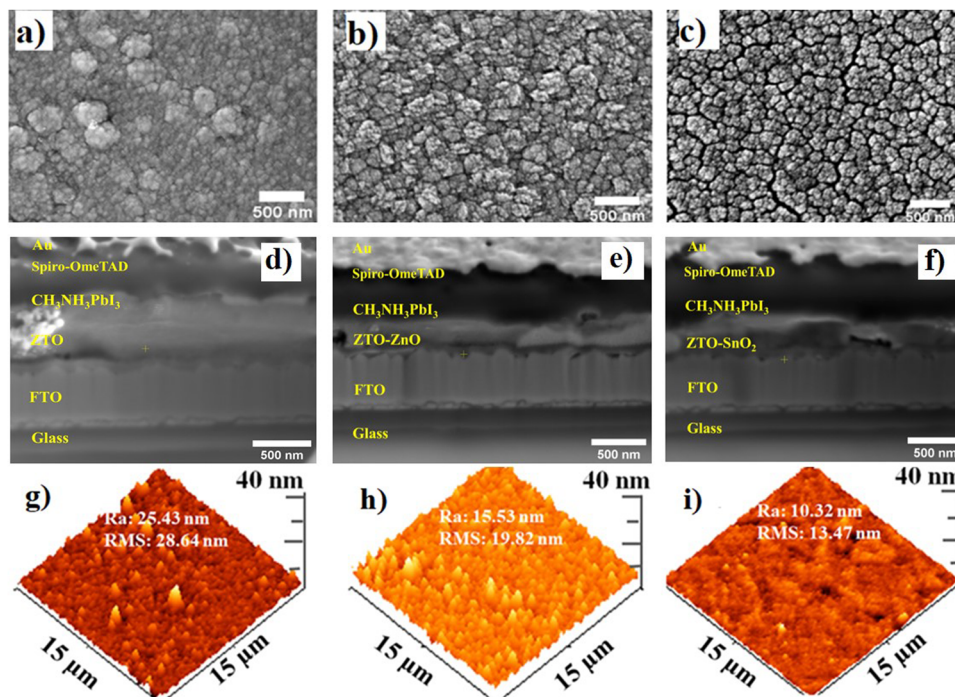 a)
500 nm
b)
500 nm
c)
500 nm
d)
Au
Spiro-OmeTAD
CH₃NH₃PbI₃
ZTO
FTO
Glass
500 nm
e)
Spiro-OmeTAD
CH₃NH₃PbI₃
ZTO-ZnO
FTO
Glass
500 nm
f)
Au
Spiro-OmeTAD
CH₃NH₃PbI₃
ZTO-SnO₂
FTO
Glass
500 nm
g)
40 nm
Ra: 25.43 nm
RMS: 28.64 nm
15 µm
15 µm
h)
40 nm
Ra: 15.53 nm
RMS: 19.82 nm
15 µm
15 µm
i)
40 nm
Ra: 10.32 nm
RMS: 13.47 nm
15 µm
15 µm